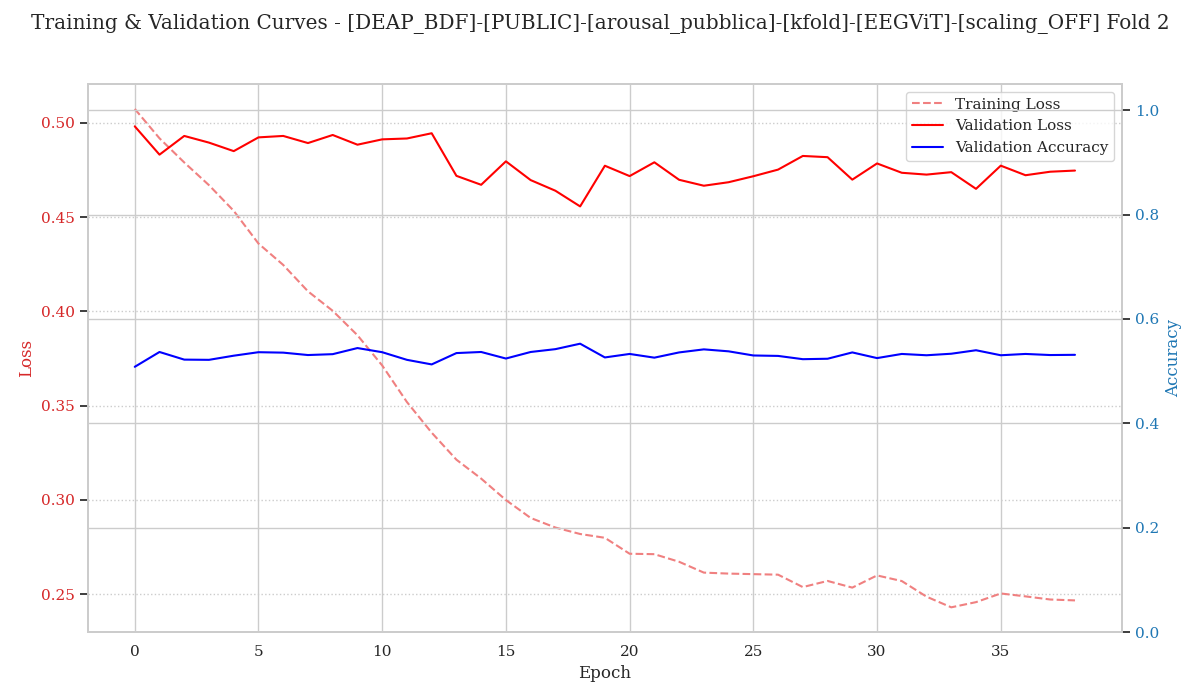 Training & Validation Curves - [DEAP_BDF]-[PUBLIC]-[arousal_pubblica]-[kfold]-[EEGViT]-[scaling_OFF] Fold 2
Training Loss
Validation Loss
Validation Accuracy
0.50
0.45
0.40
0.35
0.30
0.25
Loss
1.0
0.8
0.6
0.4
0.2
0.0
Accuracy
0 5 10 15 20 25 30 35
Epoch